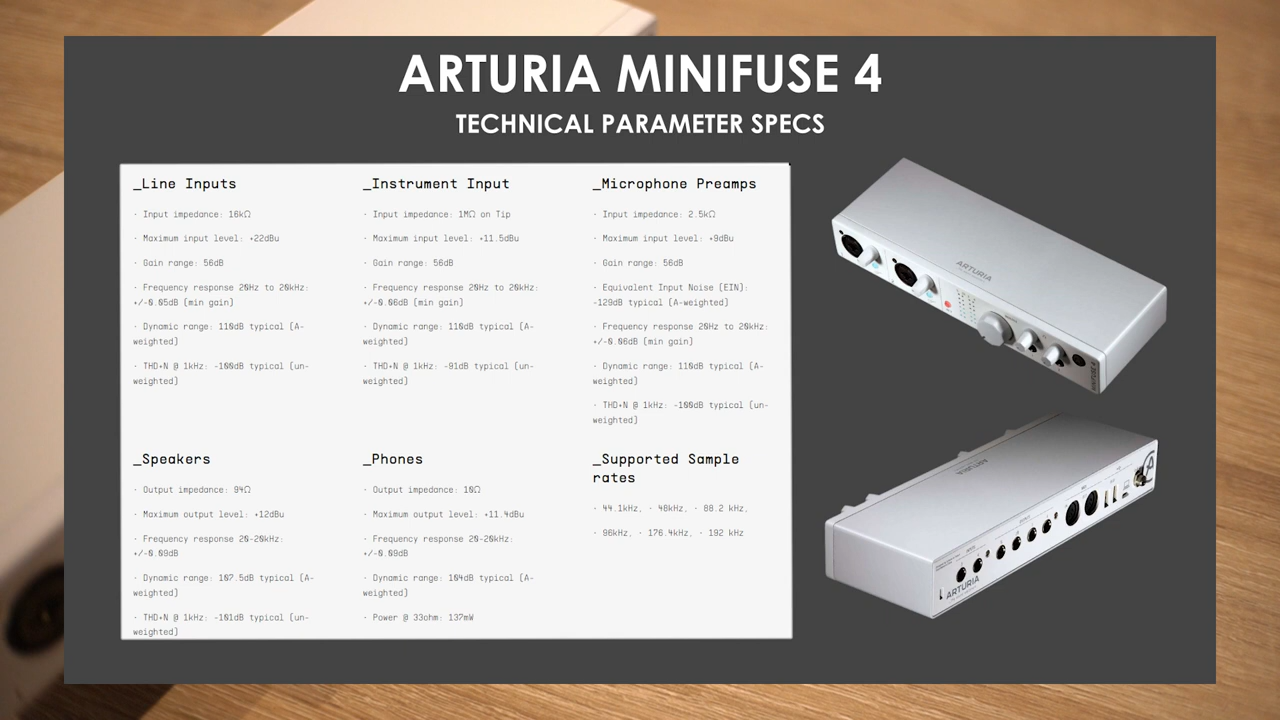 ARTURIA MINIFUSE 4
TECHNICAL PARAMETER SPECS
_Line Inputs
· Input impedance: 16kΩ
· Maximum input level: +22dBu
· Gain range: 56dB
· Frequency response 20Hz to 20kHz:
+/-0.05dB (min gain)
· Dynamic range: 110dB typical (A-
weighted)
· THD+N @ 1kHz: -100dB typical (un-
weighted)
_Instrument Input
· Input impedance: 1MΩ on Tip
· Maximum input level: +11.5dBu
· Gain range: 56dB
· Frequency response 20Hz to 20kHz:
+/-0.06dB (min gain)
· Dynamic range: 110dB typical (A-
weighted)
· THD+N @ 1kHz: -91dB typical (un-
weighted)
_Microphone Preamps
· Input impedance: 2.5kΩ
· Maximum input level: +9dBu
· Gain range: 56dB
· Equivalent Input Noise (EIN):
-129dB typical (A-weighted)
· Frequency response 20Hz to 20kHz:
+/-0.06dB (min gain)
· Dynamic range: 110dB typical (A-
weighted)
· THD+N @ 1kHz: -100dB typical (un-
weighted)
_Speakers
· Output impedance: 94Ω
· Maximum output level: +12dBu
· Frequency response 20-20kHz:
+/-0.09dB
· Dynamic range: 107.5dB typical (A-
weighted)
· THD+N @ 1kHz: -101dB typical (un-
weighted)
_Phones
· Output impedance: 10Ω
· Maximum output level: +11.4dBu
· Frequency response 20-20kHz:
+/-0.09dB
· Dynamic range: 104dB typical (A-
weighted)
· Power @ 33ohm: 137mW
_Supported Sample
rates
· 44.1kHz, · 48kHz, · 88.2 kHz,
· 96kHz, · 176.4kHz, · 192 kHz
ARTURIA
MINIFUSE 4
ARTURIA
ARTURIA